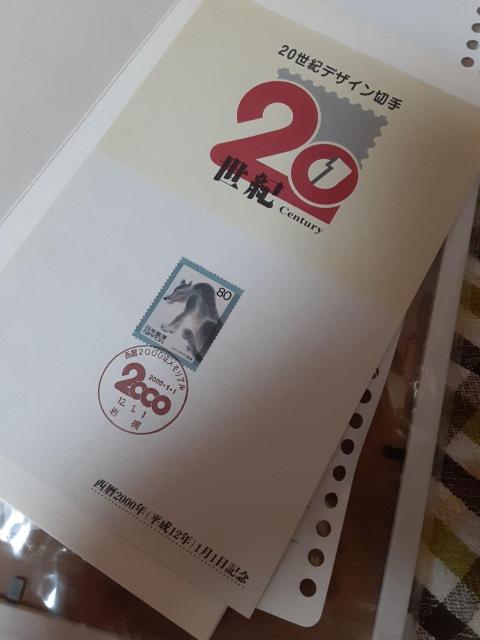 20世紀デザイン切手
20
世紀 Century
80
日本郵便
NIPPON
西暦2000年メモリアル
2000・1・1
2000
12.1.1
岩槻
西暦2000年(平成12年)1月1日記念